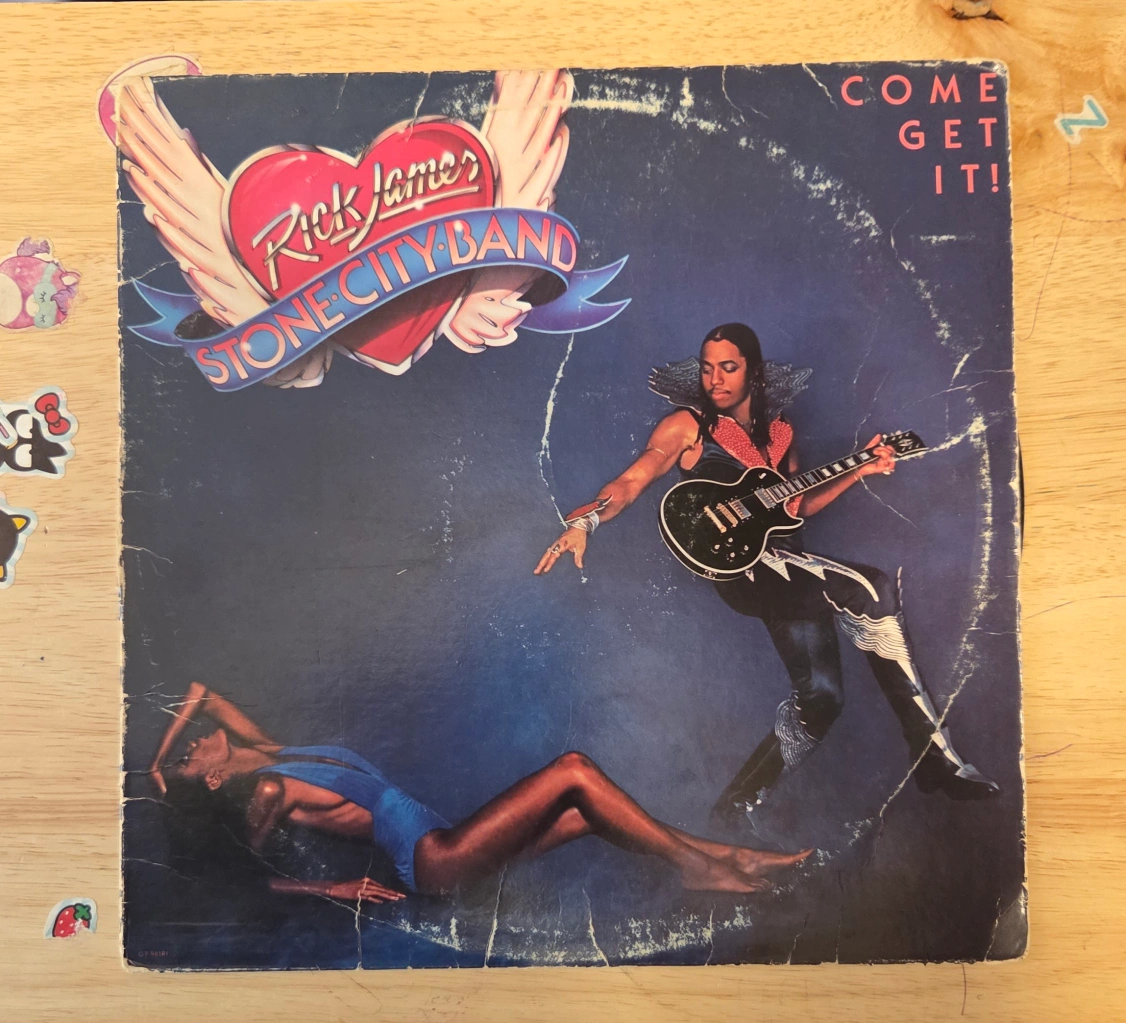 Rick James
STONE·CITY·BAND
COME
GET
IT!